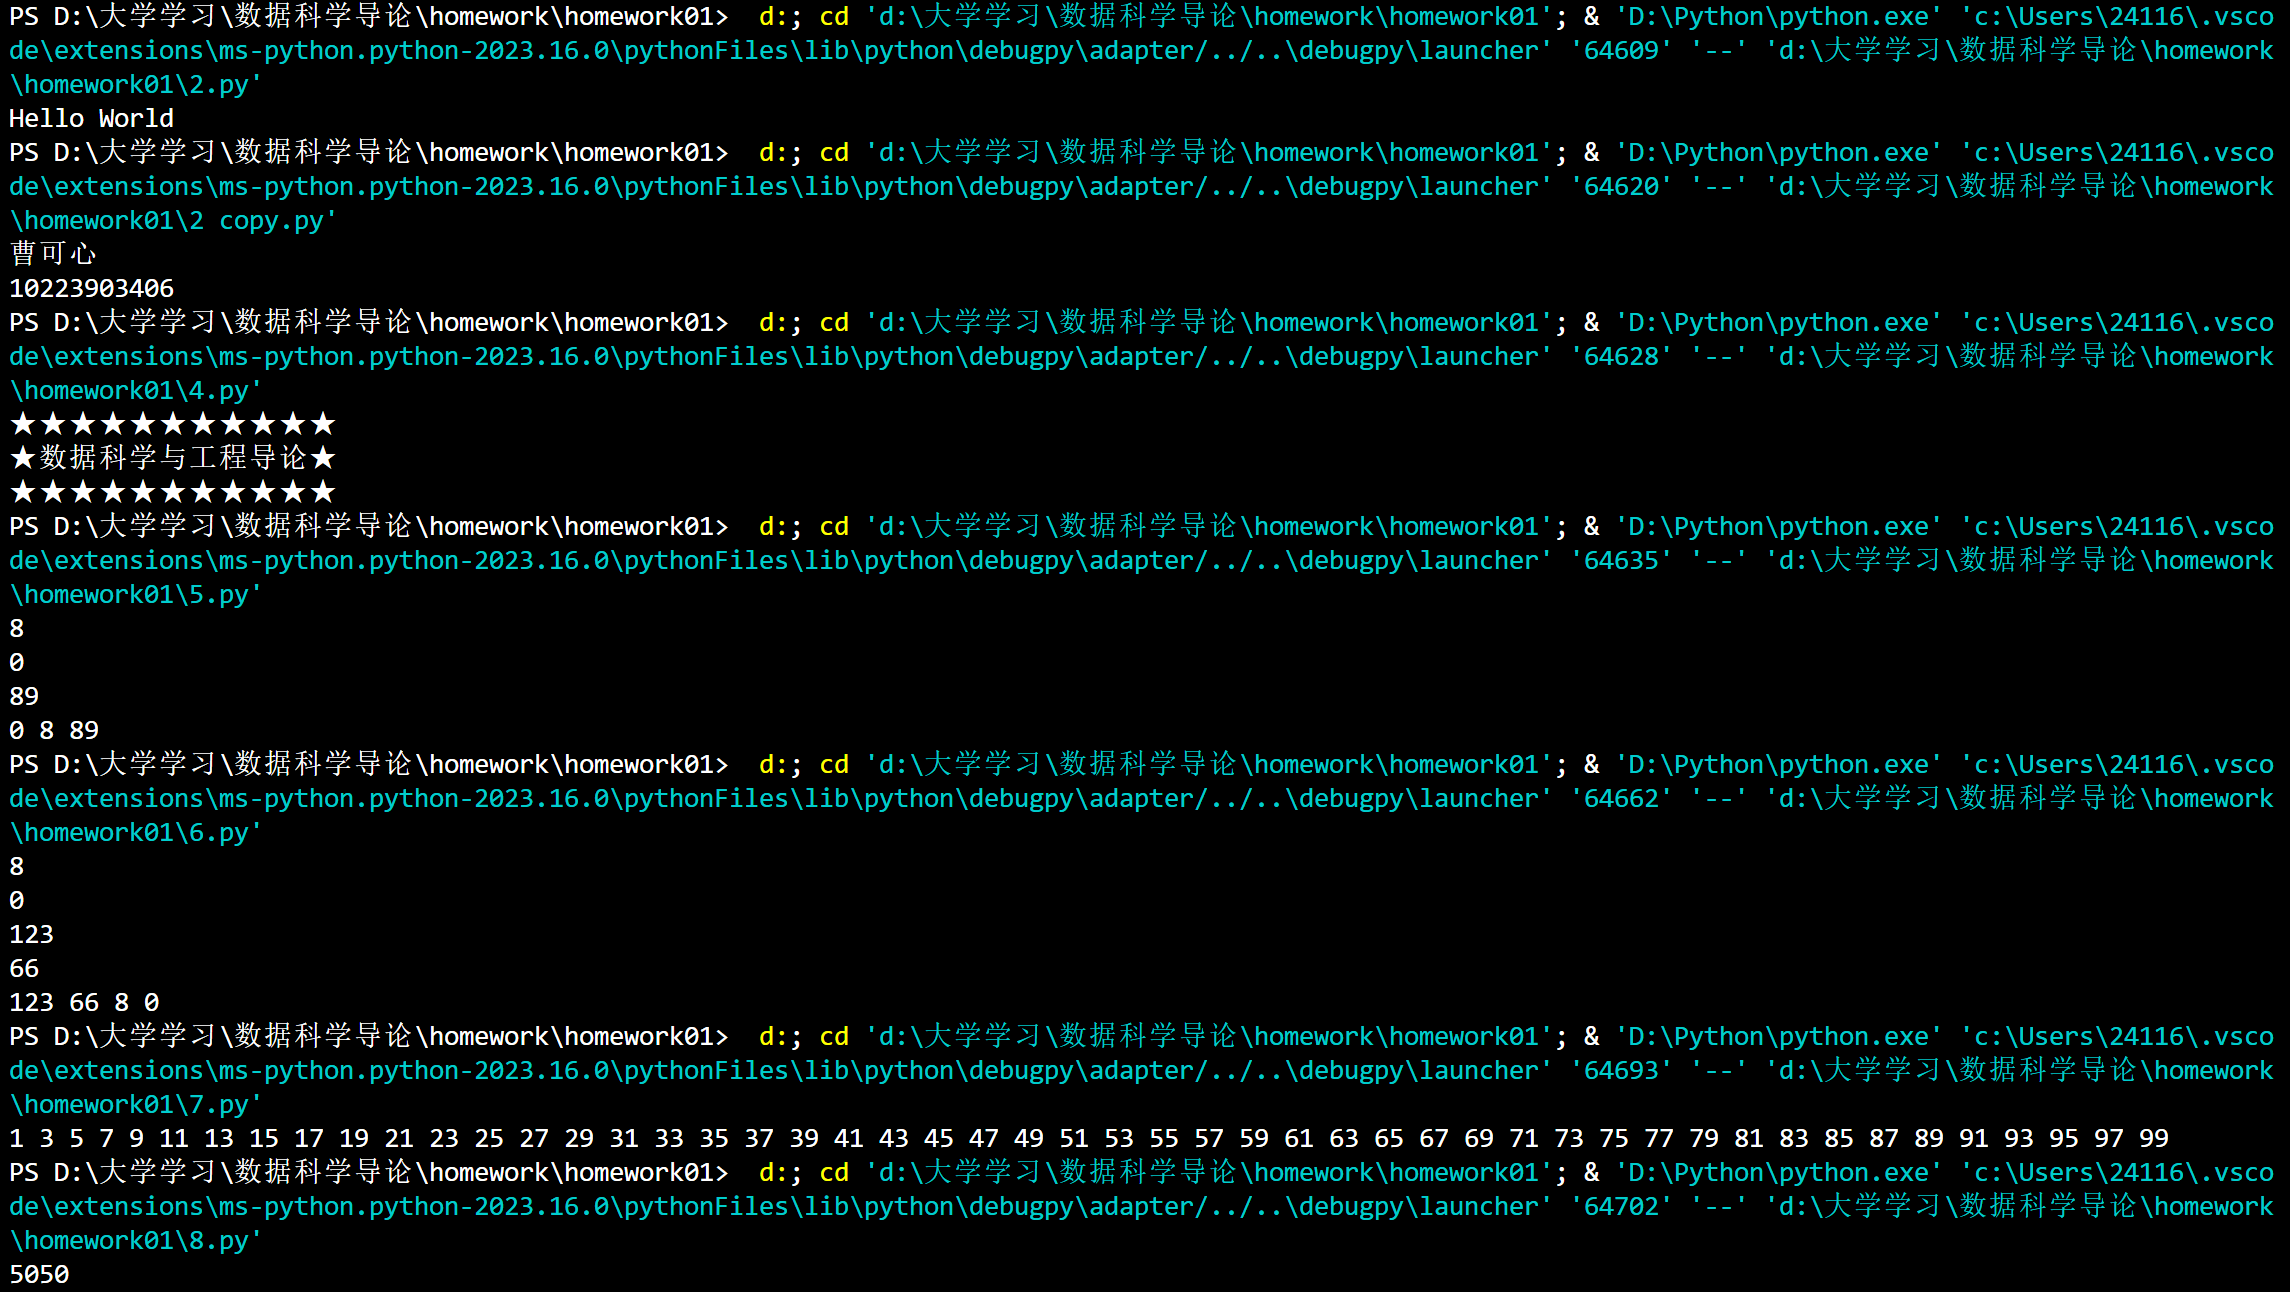 PS D:\大学学习\数据科学导论\homework\homework01>  d:; cd 'd:\大学学习\数据科学导论\homework\homework01'; & 'D:\Python\python.exe' 'c:\Users\24116\.vsco
de\extensions\ms-python.python-2023.16.0\pythonFiles\lib\python\debugpy\adapter/../..\debugpy\launcher' '64609' '--' 'd:\大学学习\数据科学导论\homework
\homework01\2.py'
Hello World
PS D:\大学学习\数据科学导论\homework\homework01>  d:; cd 'd:\大学学习\数据科学导论\homework\homework01'; & 'D:\Python\python.exe' 'c:\Users\24116\.vsco
de\extensions\ms-python.python-2023.16.0\pythonFiles\lib\python\debugpy\adapter/../..\debugpy\launcher' '64620' '--' 'd:\大学学习\数据科学导论\homework
\homework01\2 copy.py'
曹可心
10223903406
PS D:\大学学习\数据科学导论\homework\homework01>  d:; cd 'd:\大学学习\数据科学导论\homework\homework01'; & 'D:\Python\python.exe' 'c:\Users\24116\.vsco
de\extensions\ms-python.python-2023.16.0\pythonFiles\lib\python\debugpy\adapter/../..\debugpy\launcher' '64628' '--' 'd:\大学学习\数据科学导论\homework
\homework01\4.py'
★★★★★★★★★★★
★数据科学与工程导论★
★★★★★★★★★★★
PS D:\大学学习\数据科学导论\homework\homework01>  d:; cd 'd:\大学学习\数据科学导论\homework\homework01'; & 'D:\Python\python.exe' 'c:\Users\24116\.vsco
de\extensions\ms-python.python-2023.16.0\pythonFiles\lib\python\debugpy\adapter/../..\debugpy\launcher' '64635' '--' 'd:\大学学习\数据科学导论\homework
\homework01\5.py'
8
0
89
0 8 89
PS D:\大学学习\数据科学导论\homework\homework01>  d:; cd 'd:\大学学习\数据科学导论\homework\homework01'; & 'D:\Python\python.exe' 'c:\Users\24116\.vsco
de\extensions\ms-python.python-2023.16.0\pythonFiles\lib\python\debugpy\adapter/../..\debugpy\launcher' '64662' '--' 'd:\大学学习\数据科学导论\homework
\homework01\6.py'
8
0
123
66
123 66 8 0
PS D:\大学学习\数据科学导论\homework\homework01>  d:; cd 'd:\大学学习\数据科学导论\homework\homework01'; & 'D:\Python\python.exe' 'c:\Users\24116\.vsco
de\extensions\ms-python.python-2023.16.0\pythonFiles\lib\python\debugpy\adapter/../..\debugpy\launcher' '64693' '--' 'd:\大学学习\数据科学导论\homework
\homework01\7.py'
1 3 5 7 9 11 13 15 17 19 21 23 25 27 29 31 33 35 37 39 41 43 45 47 49 51 53 55 57 59 61 63 65 67 69 71 73 75 77 79 81 83 85 87 89 91 93 95 97 99
PS D:\大学学习\数据科学导论\homework\homework01>  d:; cd 'd:\大学学习\数据科学导论\homework\homework01'; & 'D:\Python\python.exe' 'c:\Users\24116\.vsco
de\extensions\ms-python.python-2023.16.0\pythonFiles\lib\python\debugpy\adapter/../..\debugpy\launcher' '64702' '--' 'd:\大学学习\数据科学导论\homework
\homework01\8.py'
5050